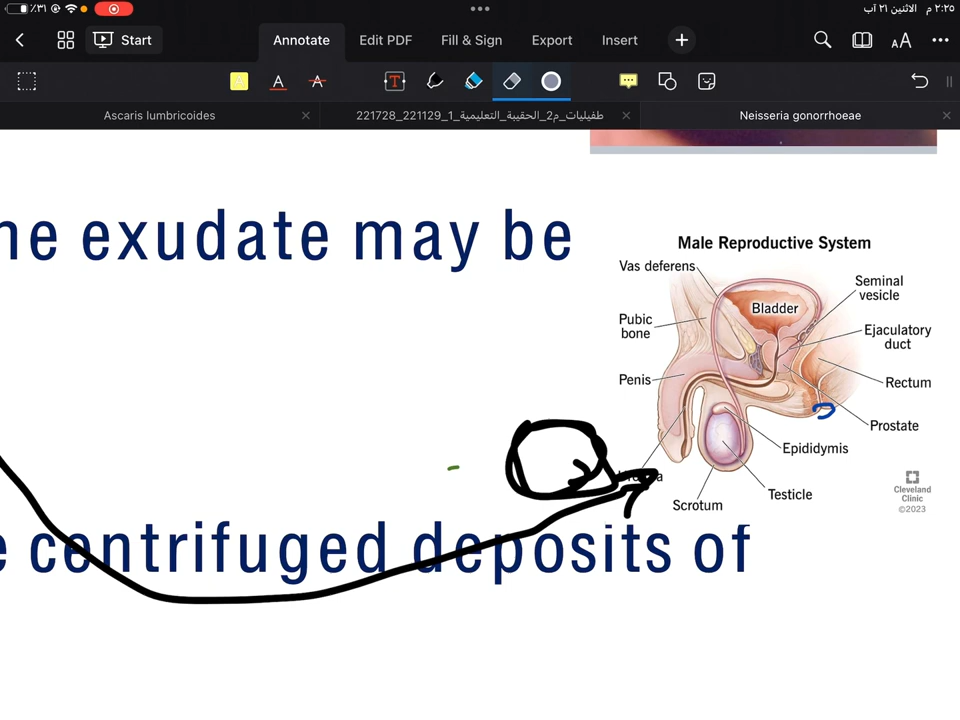 ٪٣١
٢:٢٥ م الاثنين ٢١ آب
Start
Annotate
Edit PDF
Fill & Sign
Export
Insert
Ascaris lumbricoides
طفيليات_م2_الحقيبة_التعليمية_1_221129_221728
Neisseria gonorrhoeae
he exudate may be
Male Reproductive System
Vas deferens
Seminal
vesicle
Bladder
Pubic
bone
Ejaculatory
duct
Penis
Rectum
Prostate
Epididymis
Testicle
Scrotum
Cleveland
Clinic
©2023
e centrifuged deposits of